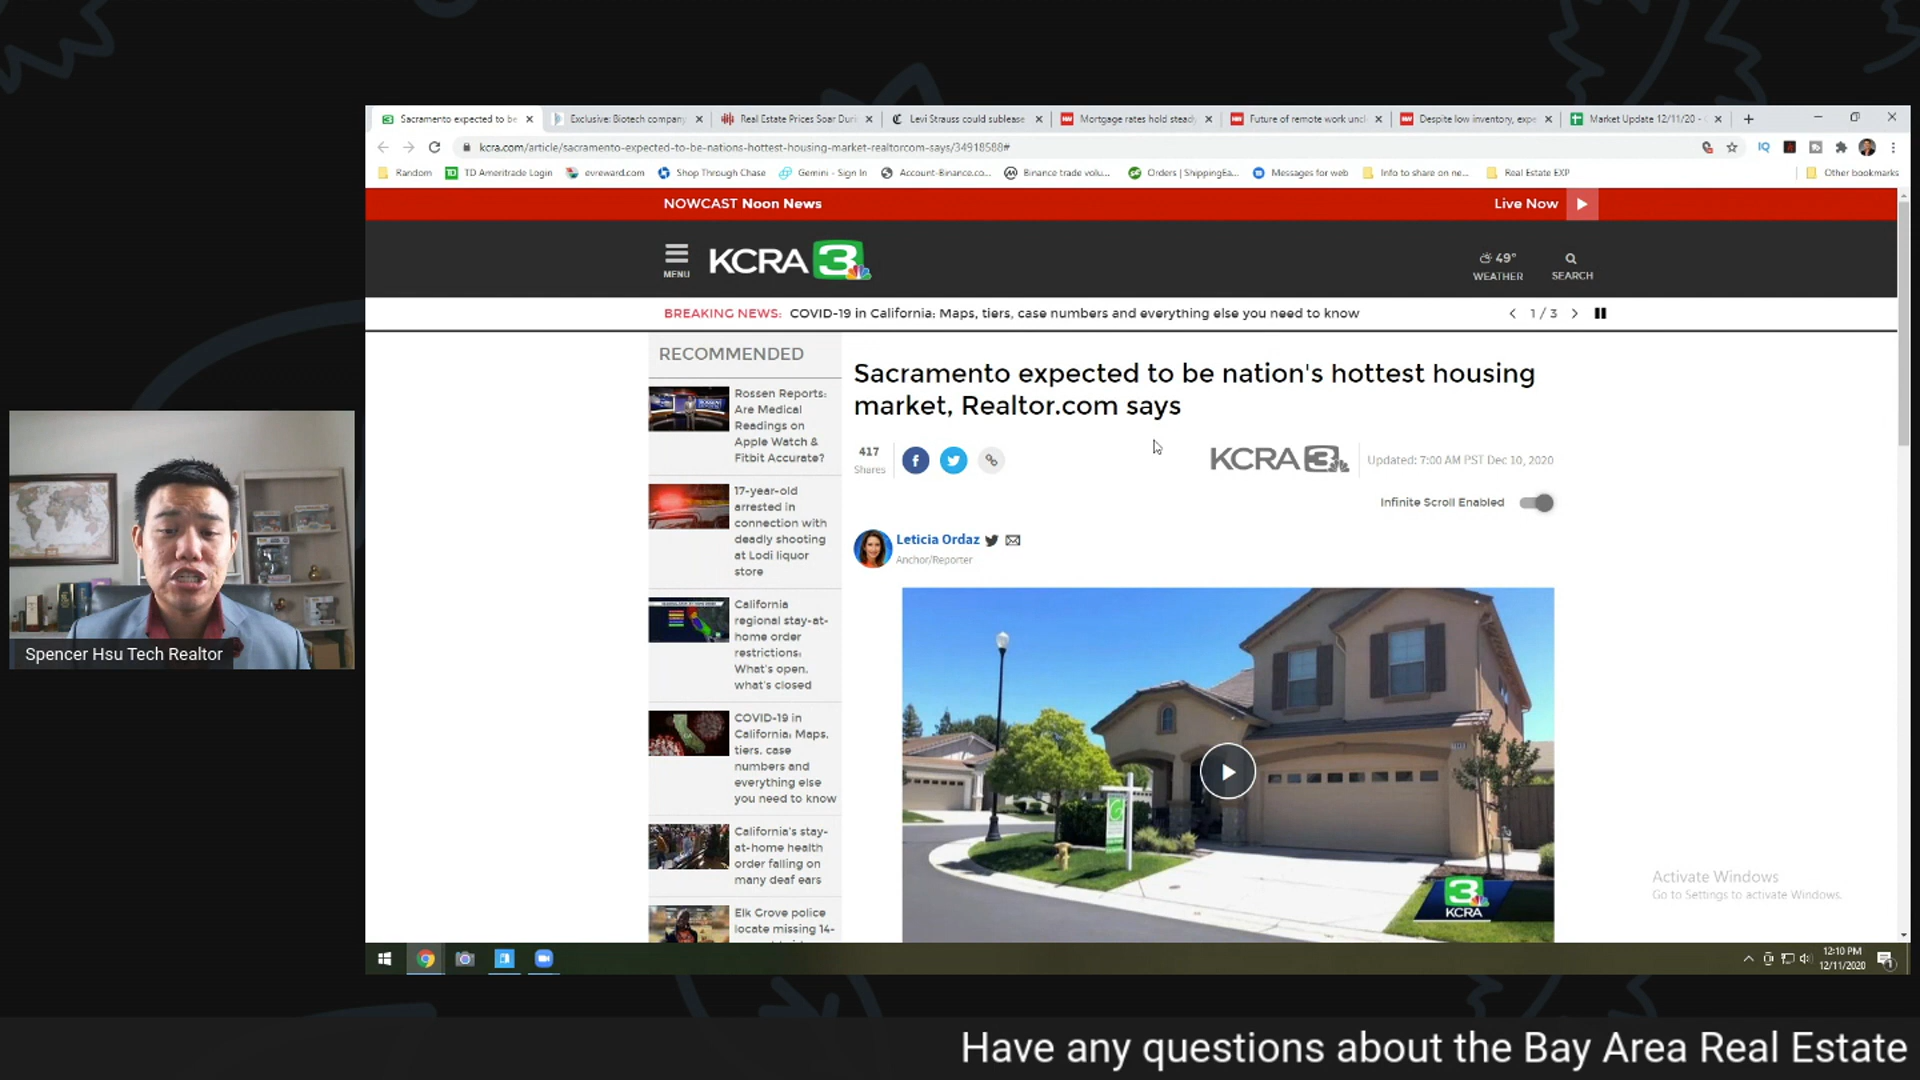 Sacramento expected to be
Exclusive: Biotech company
Real Estate Prices Soar Duri
Levi Strauss could sublease
Mortgage rates hold steady
Future of remote work uncl
Despite low inventory, expe
Market Update 12/11/20 -
kcra.com/article/sacramento-expected-to-be-nations-hottest-housing-market-realtorcom-says/34918588#
Random
TD Ameritrade Login
evreward.com
Shop Through Chase
Gemini - Sign In
Account-Binance.co...
Binance trade volu...
Orders | ShippingEa...
Messages for web
Info to share on ne...
Real Estate EXP
Other bookmarks
NOWCAST Noon News
Live Now
MENU
KCRA 3
49°
WEATHER
SEARCH
BREAKING NEWS: COVID-19 in California: Maps, tiers, case numbers and everything else you need to know
1 / 3
RECOMMENDED
Rossen Reports:
Are Medical
Readings on
Apple Watch &
Fitbit Accurate?
17-year-old
arrested in
connection with
deadly shooting
at Lodi liquor
store
California
regional stay-at-
home order
restrictions:
What's open,
what's closed
COVID-19 in
California: Maps,
tiers, case
numbers and
everything else
you need to know
California's stay-
at-home health
order falling on
many deaf ears
Elk Grove police
locate missing 14-
Sacramento expected to be nation's hottest housing
market, Realtor.com says
417
Shares
KCRA 3
Updated: 7:00 AM PST Dec 10, 2020
Infinite Scroll Enabled
Leticia Ordaz
Anchor/Reporter
3
KCRA
Activate Windows
Go to Settings to activate Windows.
12:10 PM
12/11/2020
Spencer Hsu Tech Realtor
Have any questions about the Bay Area Real Estate